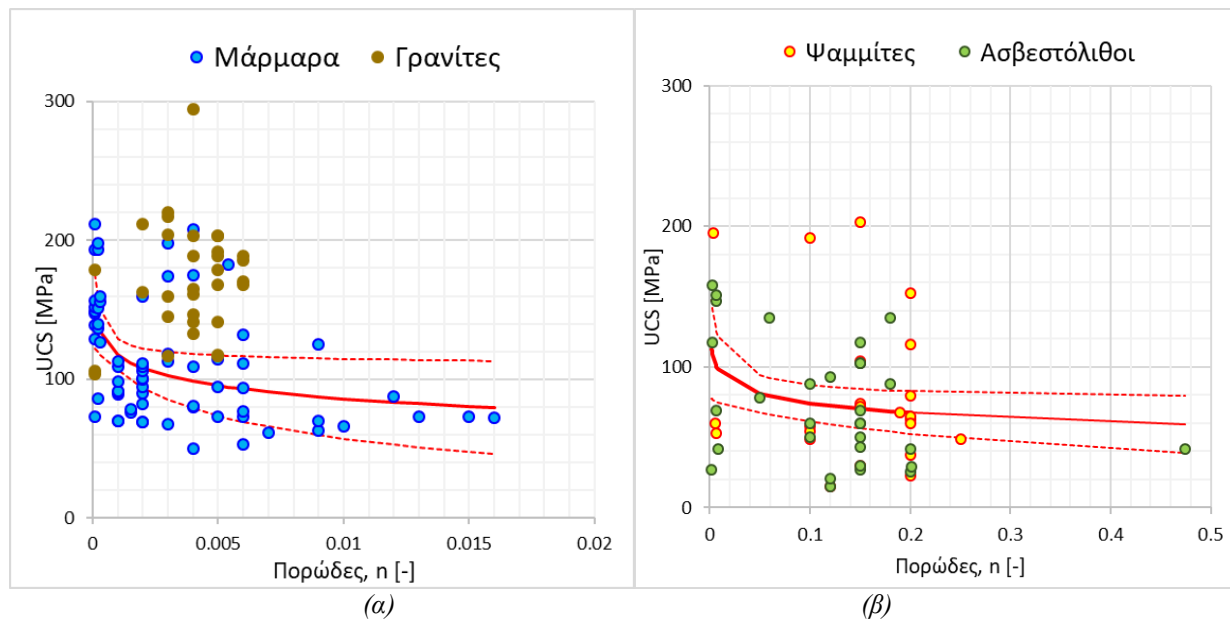 Μάρμαρα Γρανίτες
300
200
100
0
UCS [MPa]
0 0.005 0.01 0.015 0.02
Πορώδες, n [-]
(α)
Ψαμμίτες Ασβεστόλιθοι
300
200
100
0
UCS [MPa]
0 0.1 0.2 0.3 0.4 0.5
Πορώδες, n [-]
(β)